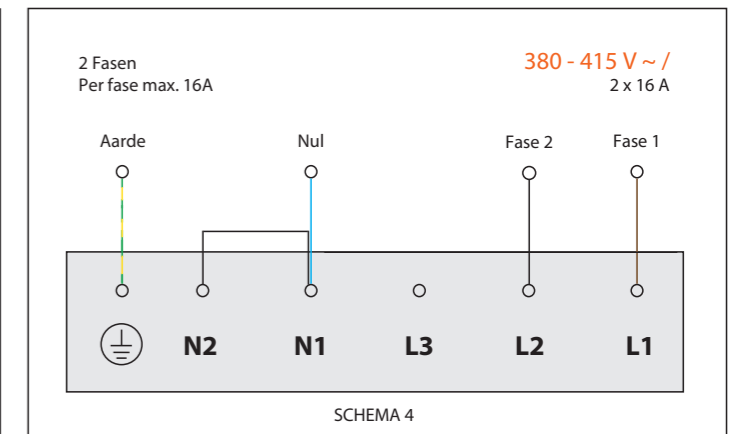 2 Fasen
Per fase max. 16A
380 - 415 V ~ /
2 x 16 A
Aarde
Nul
Fase 2
Fase 1
N2
N1
L3
L2
L1
SCHEMA 4